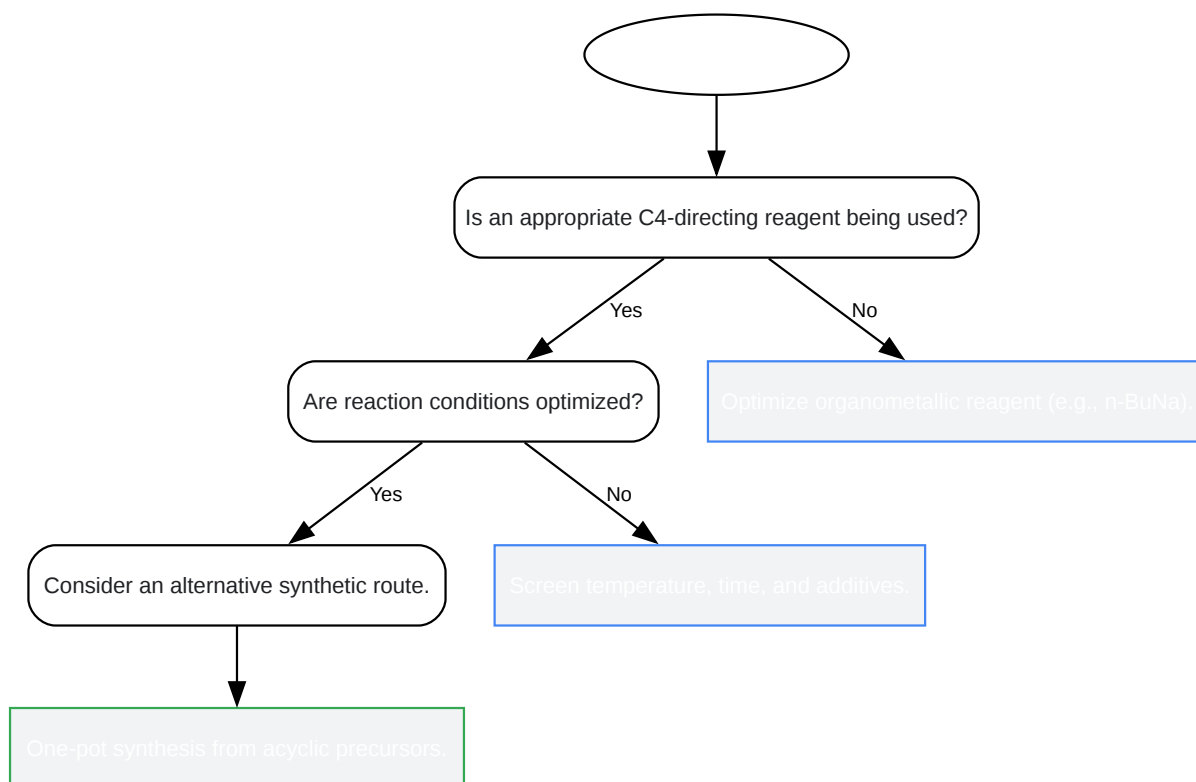 Is an appropriate C4-directing reagent being used?
Yes
No
Are reaction conditions optimized?
Optimize organometallic reagent (e.g., n-BuNa).
Yes
No
Consider an alternative synthetic route.
Screen temperature, time, and additives.
One-pot synthesis from acyclic precursors.